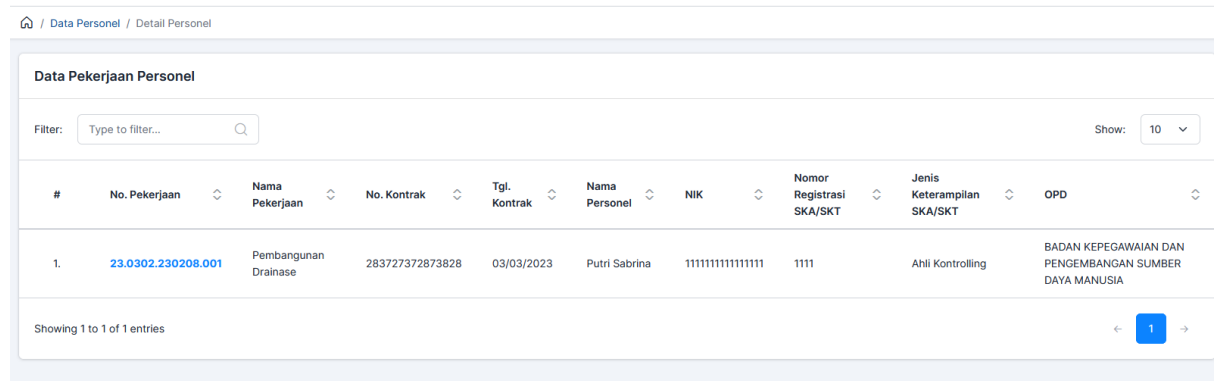 / Data Personel / Detail Personel
Data Pekerjaan Personel
Filter: Type to filter... Show: 10
# No. Pekerjaan Nama Pekerjaan No. Kontrak Tgl. Kontrak Nama Personel NIK Nomor Registrasi SKA/SKT Jenis Keterampilan SKA/SKT OPD
1. 23.0302.230208.001 Pembangunan Drainase 283727372873828 03/03/2023 Putri Sabrina 1111111111111111 1111 Ahli Kontrolling BADAN KEPEGAWAIAN DAN PENGEMBANGAN SUMBER DAYA MANUSIA
Showing 1 to 1 of 1 entries ← 1 →